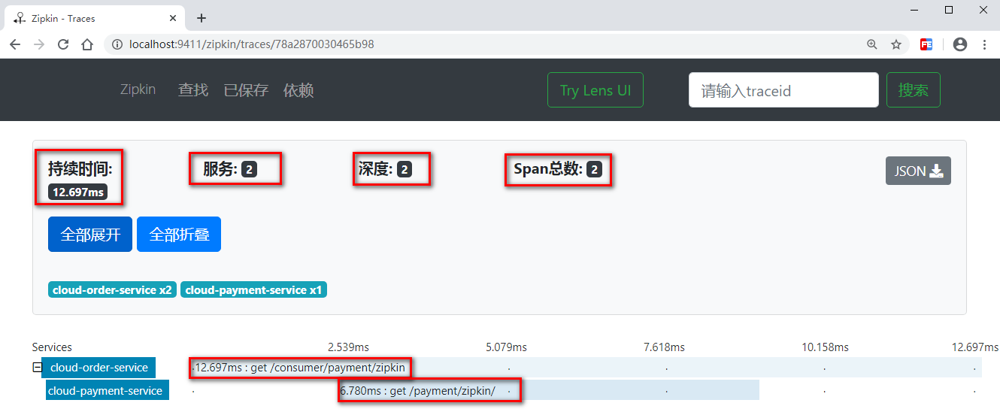 Zipkin - Traces
localhost:9411/zipkin/traces/78a2870030465b98
Zipkin 查找 已保存 依赖 Try Lens UI 请输入traceid 搜索
持续时间: 服务: 2 深度: 2 Span总数: 2 JSON
12.697ms
全部展开 全部折叠
cloud-order-service x2 cloud-payment-service x1
Services 2.539ms 5.079ms 7.618ms 10.158ms 12.697ms
cloud-order-service 12.697ms : get /consumer/payment/zipkin
cloud-payment-service 6.780ms : get /payment/zipkin/